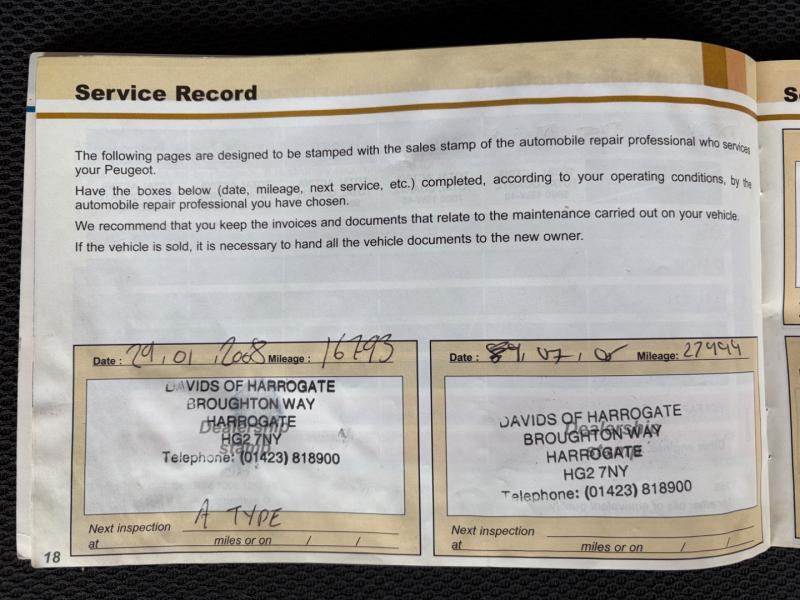 Service Record
The following pages are designed to be stamped with the sales stamp of the automobile repair professional who services
your Peugeot.
Have the boxes below (date, mileage, next service, etc.) completed, according to your operating conditions, by the
automobile repair professional you have chosen.
We recommend that you keep the invoices and documents that relate to the maintenance carried out on your vehicle.
If the vehicle is sold, it is necessary to hand all the vehicle documents to the new owner.
Date : 29, 01, 2008 Mileage : 16793
DAVIDS OF HARROGATE
BROUGHTON WAY
HARROGATE
Dealership
HG2 7NY
stamp
Telephone: (01423) 818900
A TYPE
Next inspection
at miles or on / /
Date : Mileage: 27999
DAVIDS OF HARROGATE
Dealership
BROUGHTON WAY
HARROGATE
HG2 7NY
Telephone: (01423) 818900
Next inspection
at miles or on / /
18